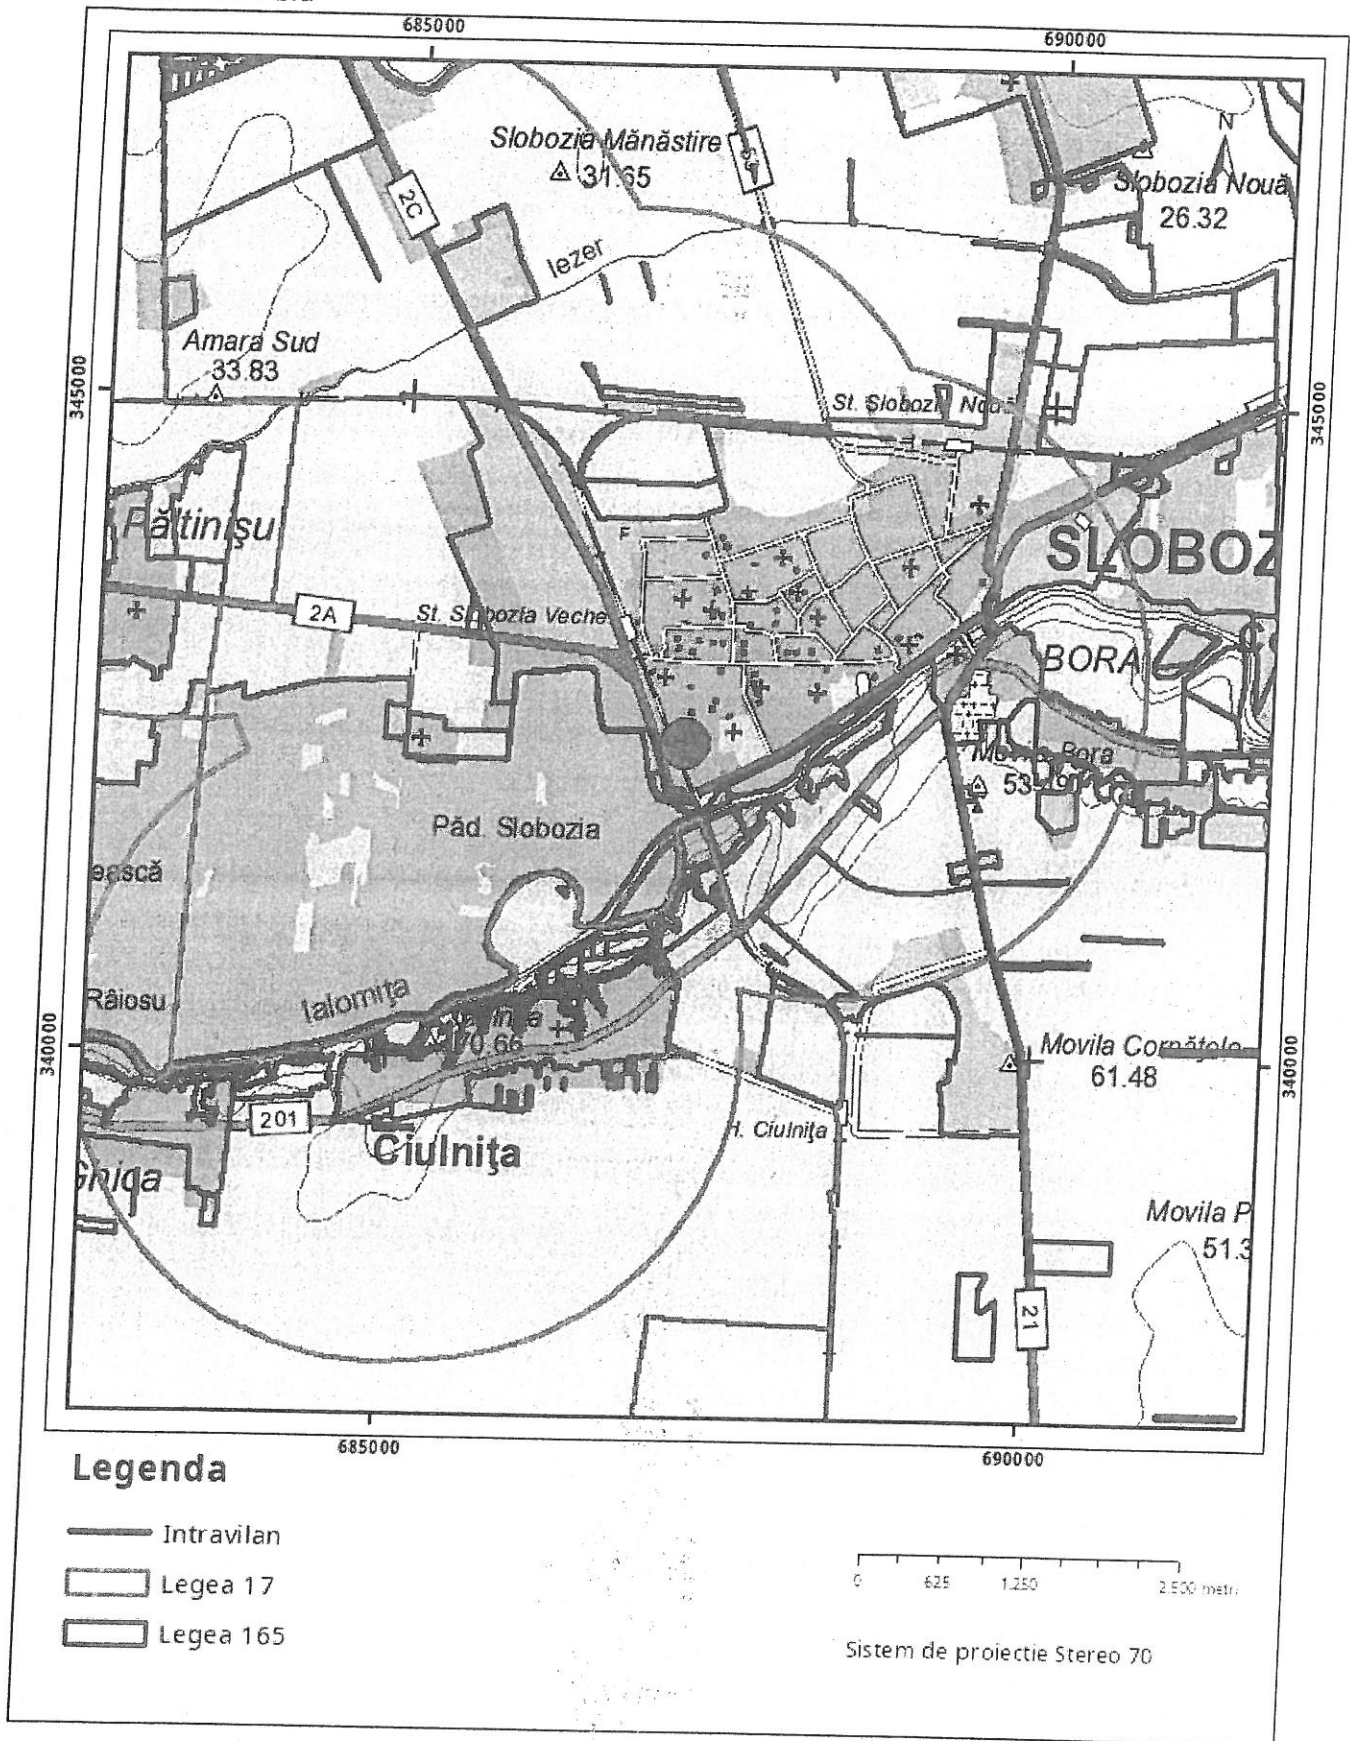 685000
690000
Slobozia Mănăstire
31.65
N
Slobozia Nouă
26.32
2C
Iezer
Amara Sud
33.83
345000
345000
St. Slobozia Nouă
Păltinişu
F
SLOBOZ
2A
St. Slobozia Veche
BORA
Movila Bora
Păd. Slobozia
ească
Râiosu
Ialomiţa
70.66
340000
340000
Movila Cornăţele
61.48
201
H. Ciulniţa
Ciulniţa
Ghica
Movila P
51.3
21
685000
690000
Legenda
Intravilan
Legea 17
Legea 165
0 625 1.250 2.500 metri
Sistem de proiectie Stereo 70